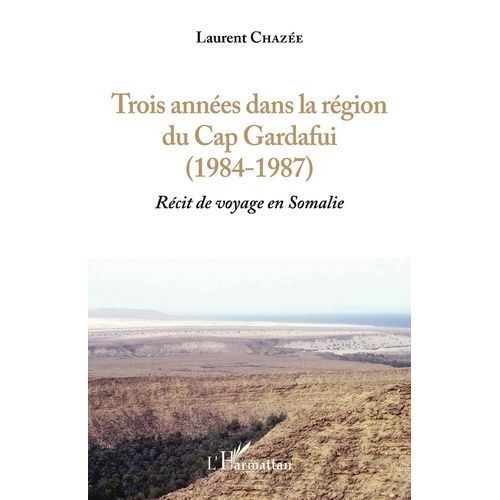 Laurent CHAZÉE
Trois années dans la région
du Cap Gardafui
(1984-1987)
Récit de voyage en Somalie
L'Harmattan